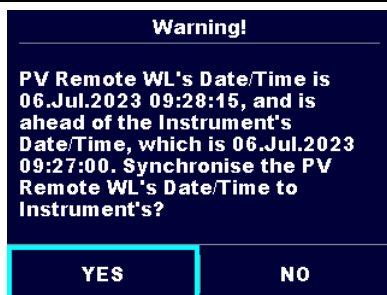 Warning!
PV Remote WL's Date/Time is
06.Jul.2023 09:28:15, and is
ahead of the Instrument's
Date/Time, which is 06.Jul.2023
09:27:00. Synchronise the PV
Remote WL's Date/Time to
Instrument's?
YES
NO